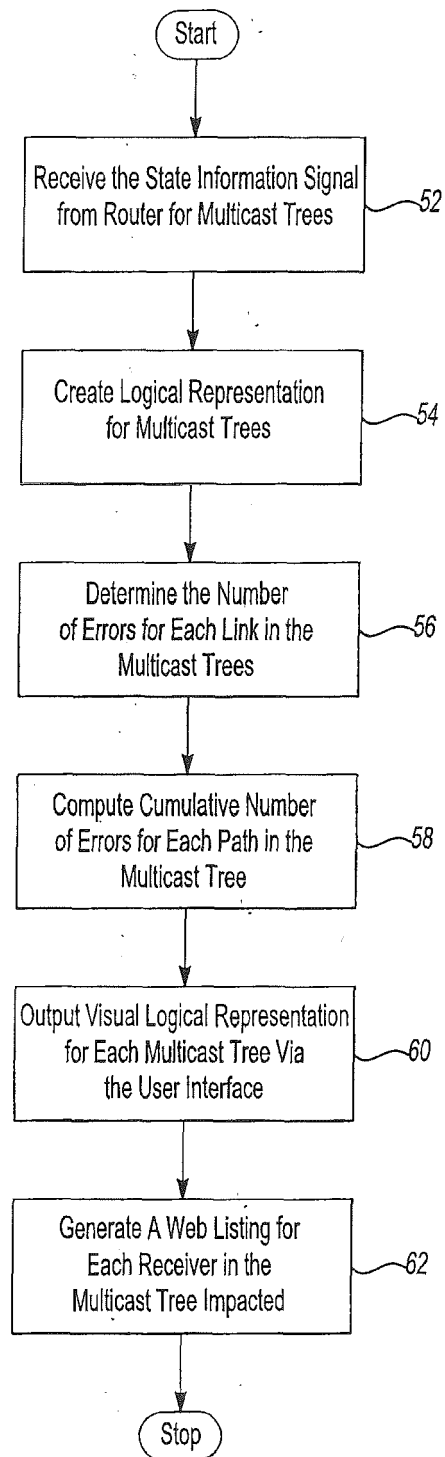 Start
Receive the State Information Signal
from Router for Multicast Trees
52
Create Logical Representation
for Multicast Trees
54
Determine the Number
of Errors for Each Link in the
Multicast Trees
56
Compute Cumulative Number
of Errors for Each Path in the
Multicast Tree
58
Output Visual Logical Representation
for Each Multicast Tree Via
the User Interface
60
Generate A Web Listing for
Each Receiver in the
Multicast Tree Impacted
62
Stop